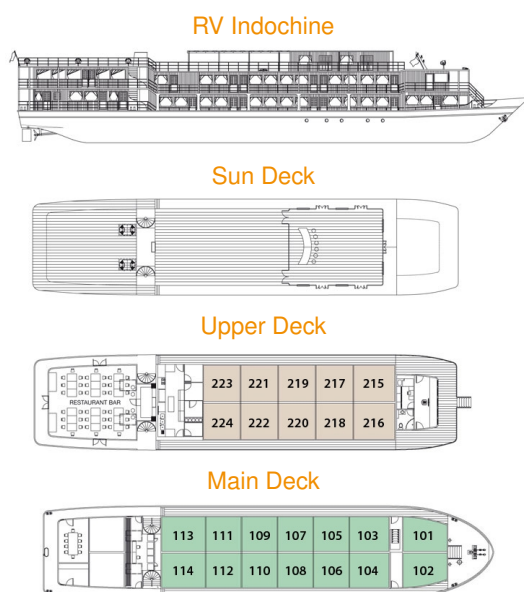 RV Indochine
Sun Deck
Upper Deck
223 221 219 217 215
RESTAURANT BAR
224 222 220 218 216
Main Deck
113 111 109 107 105 103 101
114 112 110 108 106 104 102